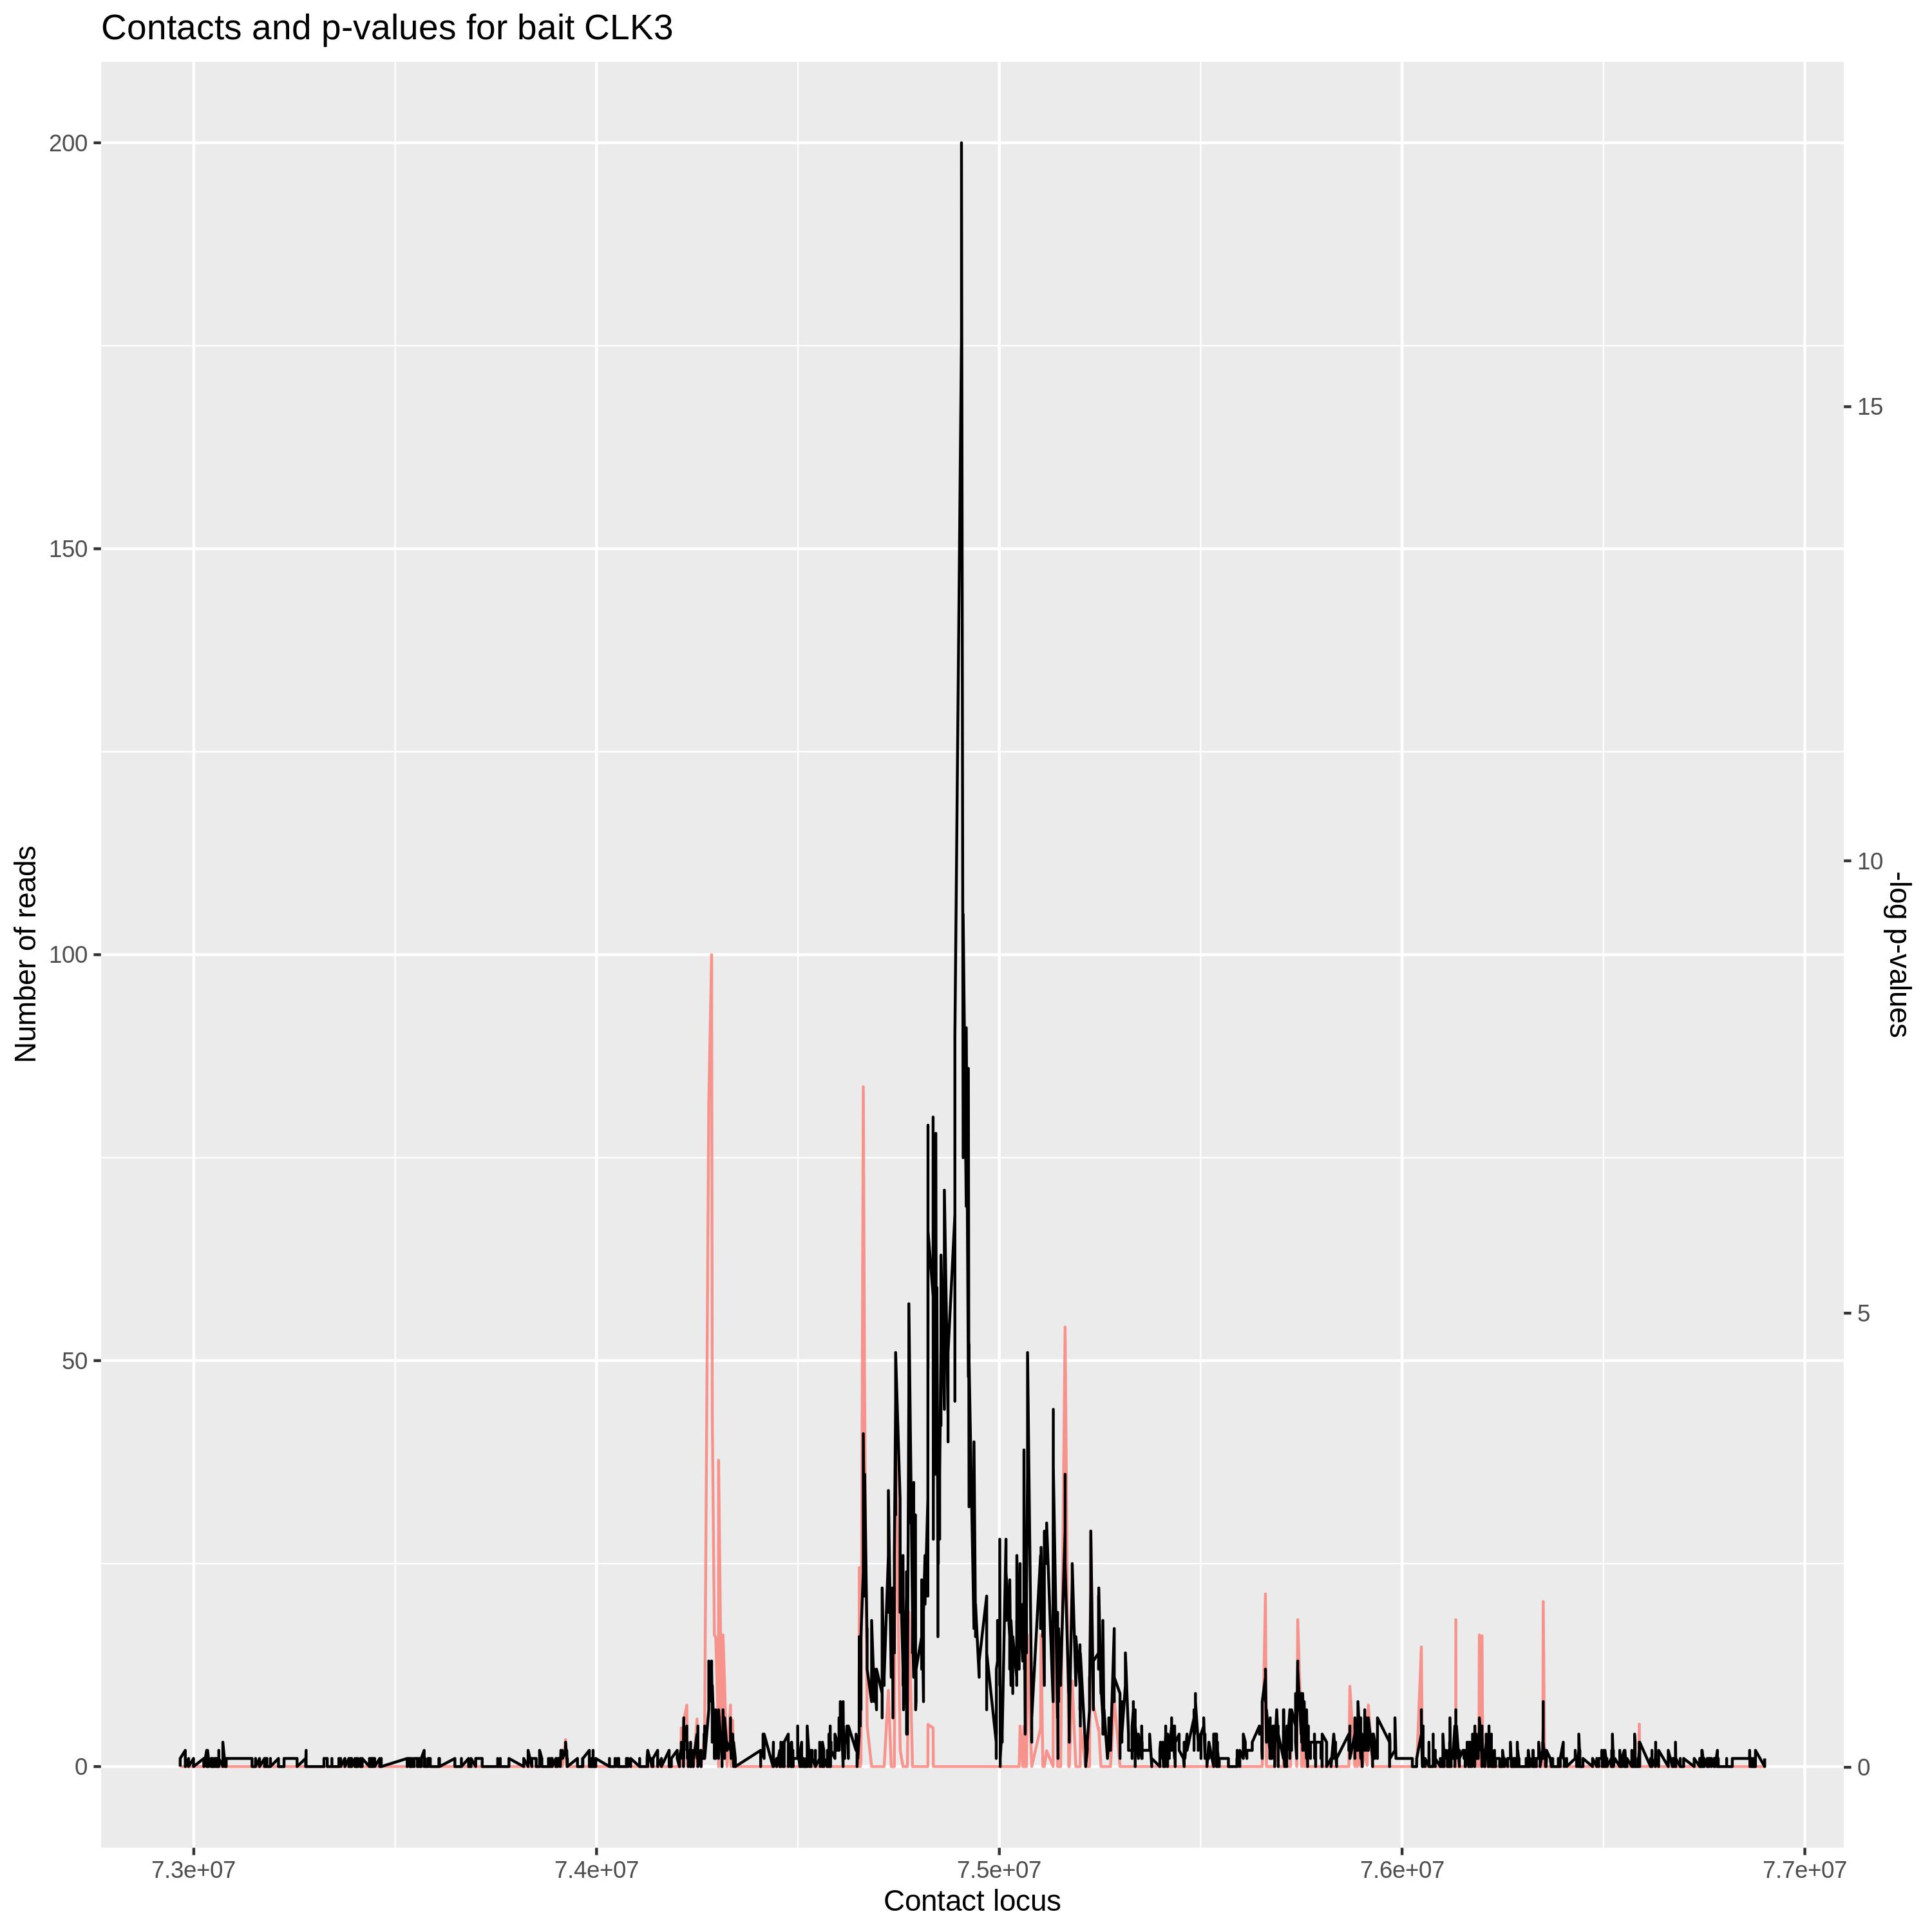 Contacts and p-values for bait CLK3
200
150
100
50
0
Number of reads
15
10
5
0
-log p-values
7.3e+07 7.4e+07 7.5e+07 7.6e+07 7.7e+07
Contact locus